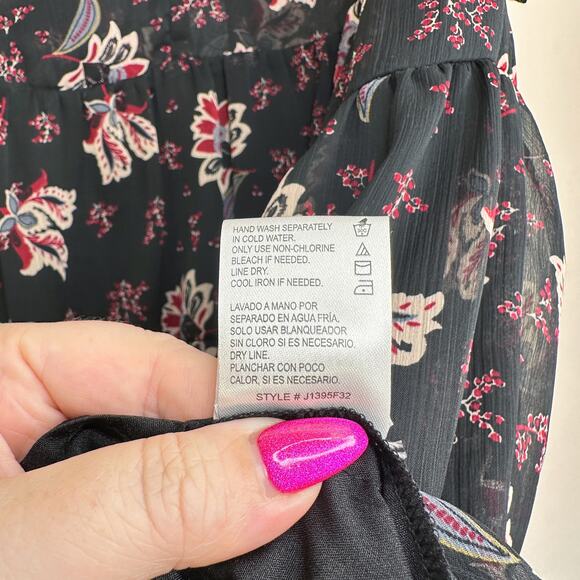 HAND WASH SEPARATELY
IN COLD WATER.
ONLY USE NON-CHLORINE
BLEACH IF NEEDED.
LINE DRY.
COOL IRON IF NEEDED.
LAVADO A MANO POR
SEPARADO EN AGUA FRÍA.
SOLO USAR BLANQUEADOR
SIN CLORO SI ES NECESARIO.
DRY LINE.
PLANCHAR CON POCO
CALOR, SI ES NECESARIO.
STYLE # J1395F32